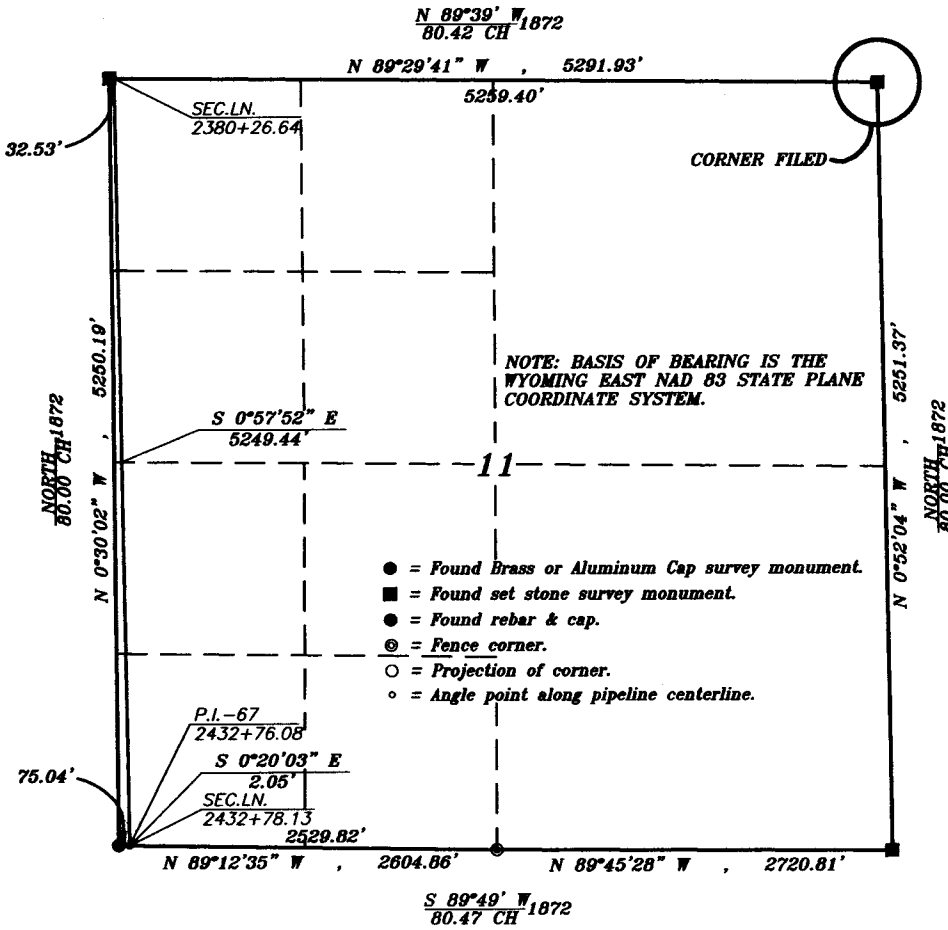 N 89°39' W 1872
80.42 CH
N 89°29'41" W , 5291.93'
5259.40'
SEC.LN.
2380+26.64
32.53'
CORNER FILED
NORTH 1872
80.00 CH
N 0°30'02" W , 5250.19'
NOTE: BASIS OF BEARING IS THE
WYOMING EAST NAD 83 STATE PLANE
COORDINATE SYSTEM.
S 0°57'52" E
5249.44'
11
N 0°52'04" W , 5251.37'
NORTH 1872
80.00 CH
● = Found Brass or Aluminum Cap survey monument.
■ = Found set stone survey monument.
● = Found rebar & cap.
◎ = Fence corner.
○ = Projection of corner.
○ = Angle point along pipeline centerline.
P.I.-67
2432+76.08
S 0°20'03" E
2.05'
75.04'
SEC.LN.
2432+78.13
2529.82'
N 89°12'35" W , 2604.86'
N 89°45'28" W , 2720.81'
S 89°49' W 1872
80.47 CH